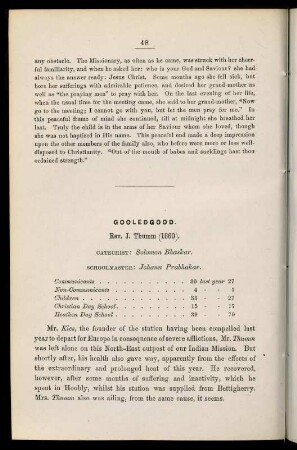 48
any obstacle. The Missionary, as often as he came, was struck with her cheer-
ful familiarity, and when he asked her: who is your God and Saviour? she had
always the answer ready: Jesus Christ. Some months ago she fell sick, but
bore her sufferings with admirable patience, and desired her grand-mother as
well as "the praying men" to pray with her. On the last evening of her life,
when the usual time for the meeting came, she said to her grand-mother, "Now
go to the meeting; I cannot go with you, but let the men pray for me." In
this peaceful frame of mind she continued, till at midnight she breathed her
last. Truly the child is in the arms of her Saviour whom she loved, though
she was not baptized in His name. This peaceful end made a deep impression
upon the other members of the family also, who before were more or less well-
disposed to Christianity. "Out of the mouth of babes and sucklings hast thou
ordained strength."
GOOLEDGOOD.
Rev. J. Thumm (1860).
CATECHIST: Solomon Bhaskar.
SCHOOLMASTER: Johann Prabhakar.
Communicants . . . . . . . . . 30 last year 27
Non-Communicants . . . . . . . 4 - - 1
Children . . . . . . . . . . . 33 - - 27
Christian Day School . . . . . 15 - - 17
Heathen Day School . . . . . . 39 - - 70
Mr. Kies, the founder of the station having been compelled last
year to depart for Europe in consequence of severe afflictions, Mr. Thumm
was left alone on this North-East outpost of our Indian Mission. But
shortly after, his health also gave way, apparently from the effects of
the extraordinary and prolonged heat of this year. He recovered,
however, after some months of suffering and inactivity, which he
spent in Hoobly, whilst his station was supplied from Bettigherry.
Mrs. Thumm also was ailing; from the same cause, it seems.